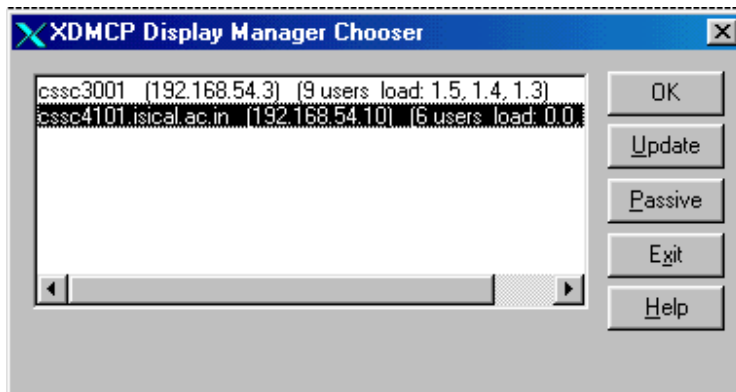 XDMCP Display Manager Chooser
cssc3001 (192.168.54.3) (9 users load: 1.5, 1.4, 1.3)
cssc4101.isical.ac.in (192.168.54.10) (6 users load: 0.0,
OK
Update
Passive
Exit
Help